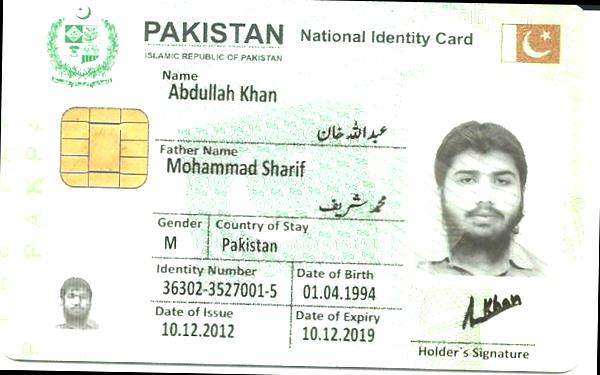 PAKISTAN National Identity Card
ISLAMIC REPUBLIC OF PAKISTAN
Name
Abdullah Khan
عبداللہ خان
Father Name
Mohammad Sharif
محمد شریف
Gender Country of Stay
M Pakistan
Identity Number Date of Birth
36302-3527001-5 01.04.1994
Date of Issue Date of Expiry
10.12.2012 10.12.2019
A Khan
Holder's Signature